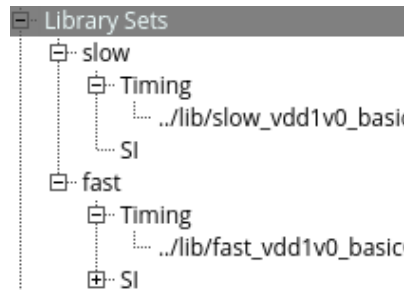 Library Sets
slow
Timing
../lib/slow_vdd1v0_basic
SI
fast
Timing
../lib/fast_vdd1v0_basic
SI